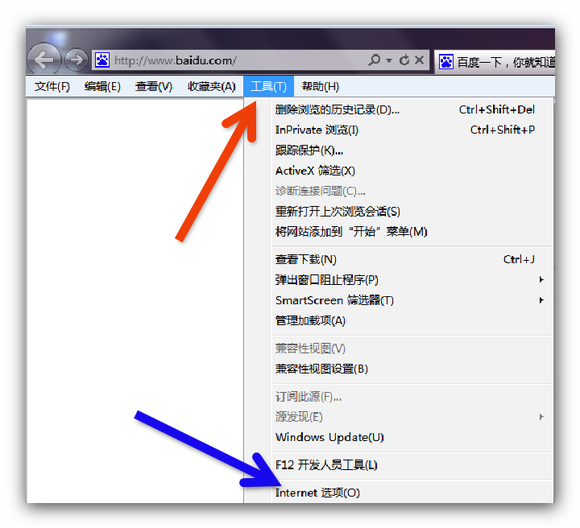 http://www.baidu.com/
百度一下，你就知道
文件(F) 编辑(E) 查看(V) 收藏夹(A) 工具(T) 帮助(H)
删除浏览的历史记录(D)... Ctrl+Shift+Del
InPrivate 浏览(I) Ctrl+Shift+P
跟踪保护(K)...
ActiveX 筛选(X)
诊断连接问题(C)...
重新打开上次浏览会话(S)
将网站添加到“开始”菜单(M)
查看下载(N) Ctrl+J
弹出窗口阻止程序(P)
SmartScreen 筛选器(T)
管理加载项(A)
兼容性视图(V)
兼容性视图设置(B)
订阅此源(F)...
源发现(E)
Windows Update(U)
F12 开发人员工具(L)
Internet 选项(O)